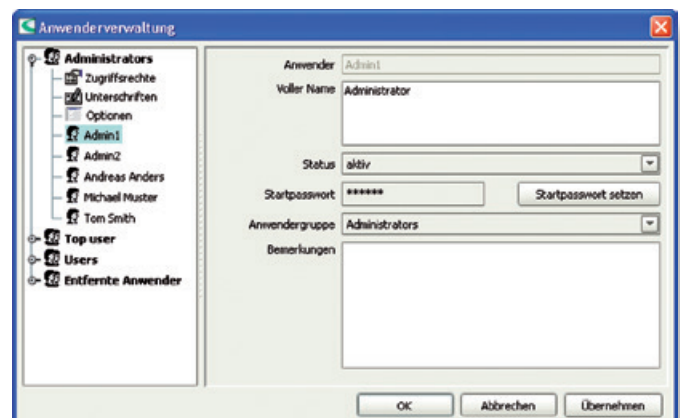 Anwenderverwaltung
Administrators
Zugriffsrechte
Unterschriften
Optionen
Admin1
Admin2
Andreas Anders
Michael Muster
Tom Smith
Top user
Users
Entfernte Anwender
Anwender Admin1
Voller Name Administrator
Status aktiv
Startpasswort ****** Startpasswort setzen
Anwendergruppe Administrators
Bemerkungen
OK Abbrechen Übernehmen